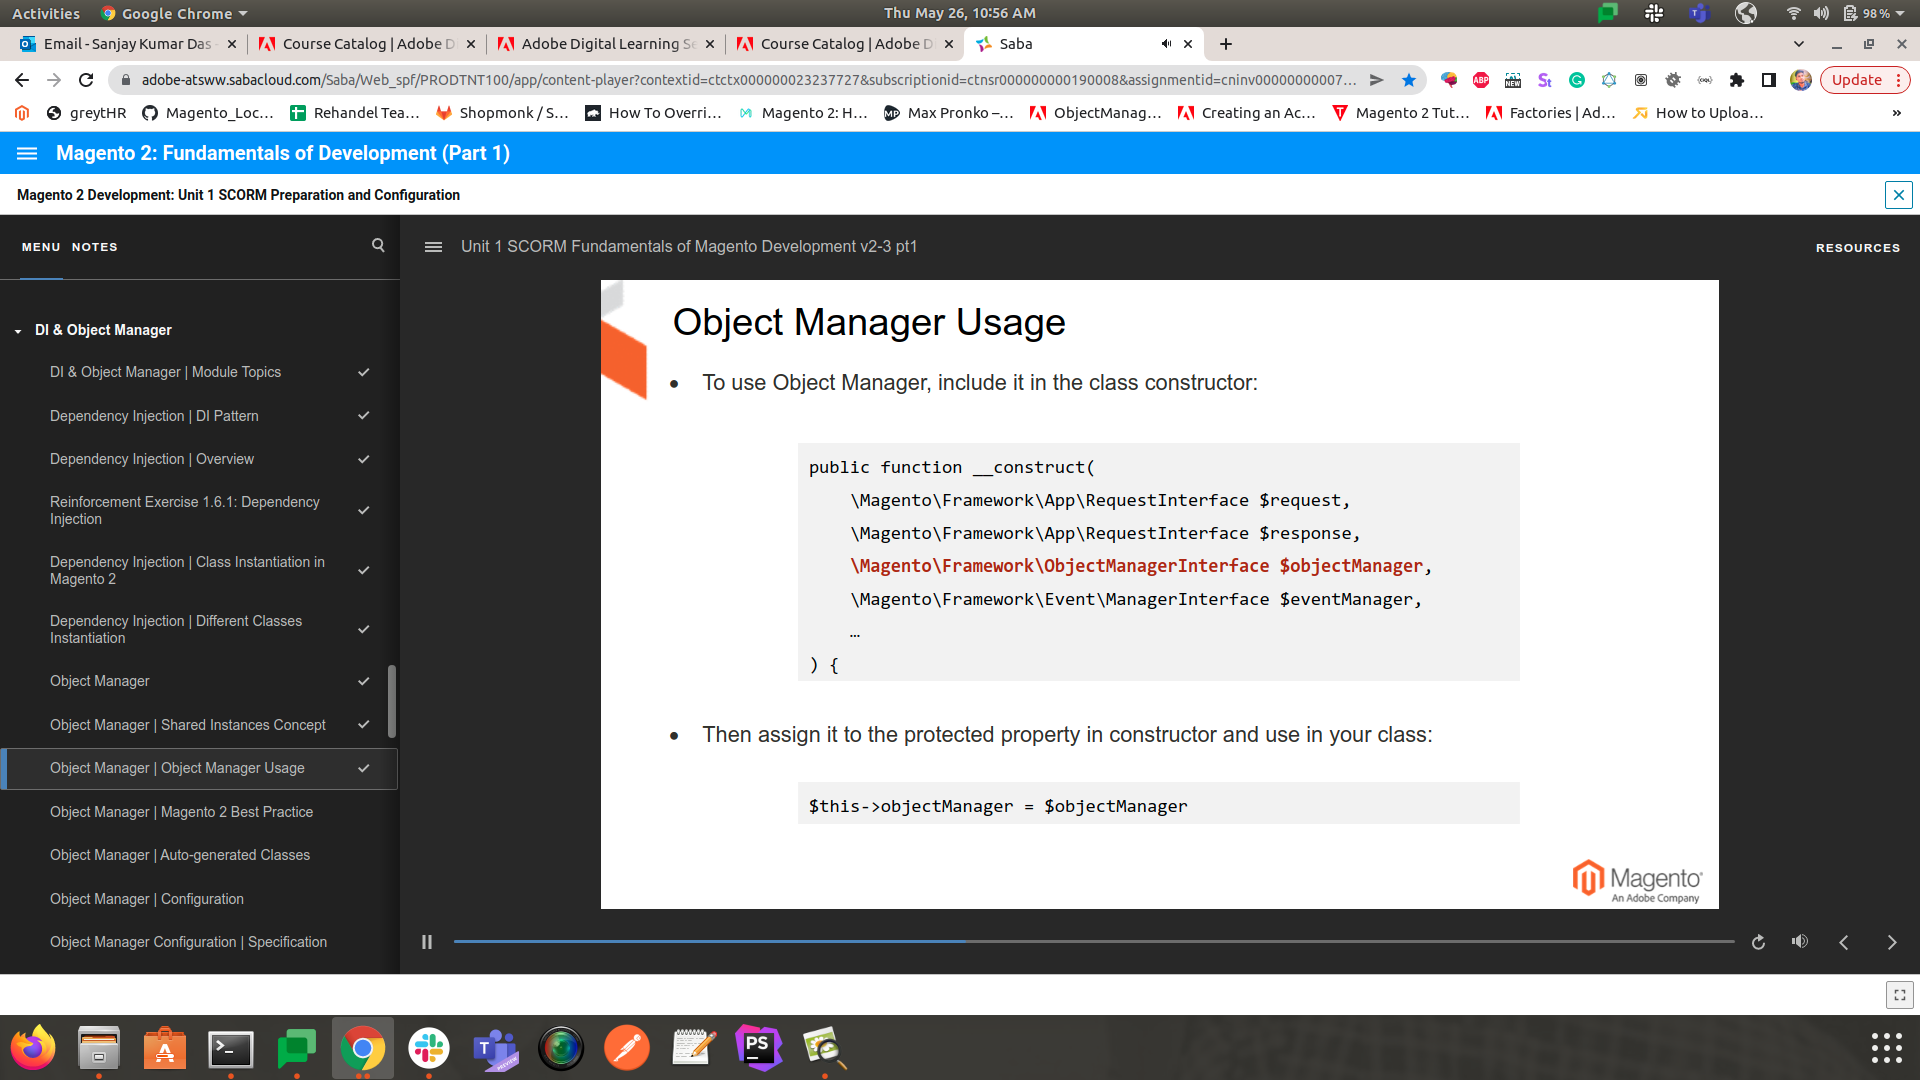 Activities Google Chrome Thu May 26, 10:56 AM 98%
Email - Sanjay Kumar Das - Course Catalog | Adobe D Adobe Digital Learning Se Course Catalog | Adobe D Saba
adobe-atsww.sabacloud.com/Saba/Web_spf/PRODTNT100/app/content-player?contextid=ctctx000000023237727&subscriptionid=ctnsr000000000190008&assignmentid=cninv00000000007... ABP NEW St Update
greytHR Magento_Loc... Rehandel Tea... Shopmonk / S... How To Overri... Magento 2: H... MP Max Pronko –... ObjectManag... Creating an Ac... Magento 2 Tut... Factories | Ad... How to Uploa... »
Magento 2: Fundamentals of Development (Part 1)
Magento 2 Development: Unit 1 SCORM Preparation and Configuration
MENU NOTES
Unit 1 SCORM Fundamentals of Magento Development v2-3 pt1
RESOURCES
DI & Object Manager
DI & Object Manager | Module Topics
Dependency Injection | DI Pattern
Dependency Injection | Overview
Reinforcement Exercise 1.6.1: Dependency
Injection
Dependency Injection | Class Instantiation in
Magento 2
Dependency Injection | Different Classes
Instantiation
Object Manager
Object Manager | Shared Instances Concept
Object Manager | Object Manager Usage
Object Manager | Magento 2 Best Practice
Object Manager | Auto-generated Classes
Object Manager | Configuration
Object Manager Configuration | Specification
Object Manager Usage
• To use Object Manager, include it in the class constructor:
public function __construct(
\Magento\Framework\App\RequestInterface $request,
\Magento\Framework\App\RequestInterface $response,
\Magento\Framework\ObjectManagerInterface $objectManager,
\Magento\Framework\Event\ManagerInterface $eventManager,
…
) {
• Then assign it to the protected property in constructor and use in your class:
$this->objectManager = $objectManager
Magento
An Adobe Company